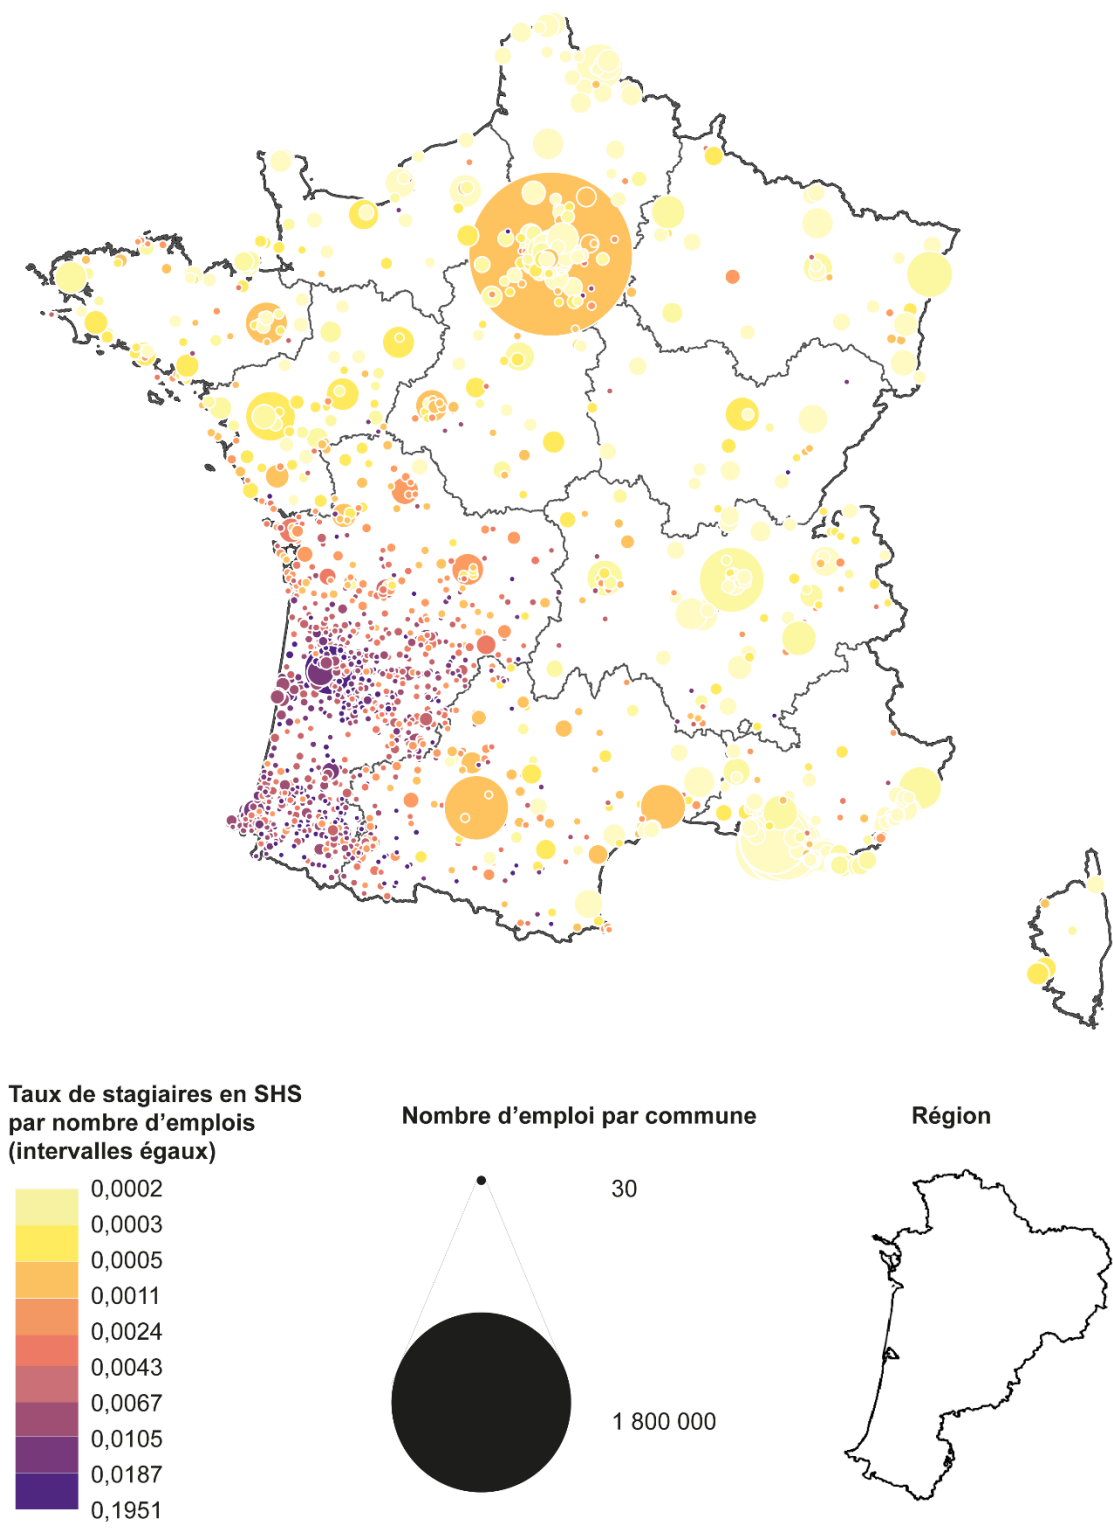 Taux de stagiaires en SHS
par nombre d'emplois
(intervalles égaux)
0,0002
0,0003
0,0005
0,0011
0,0024
0,0043
0,0067
0,0105
0,0187
0,1951
Nombre d'emploi par commune
30
1 800 000
Région